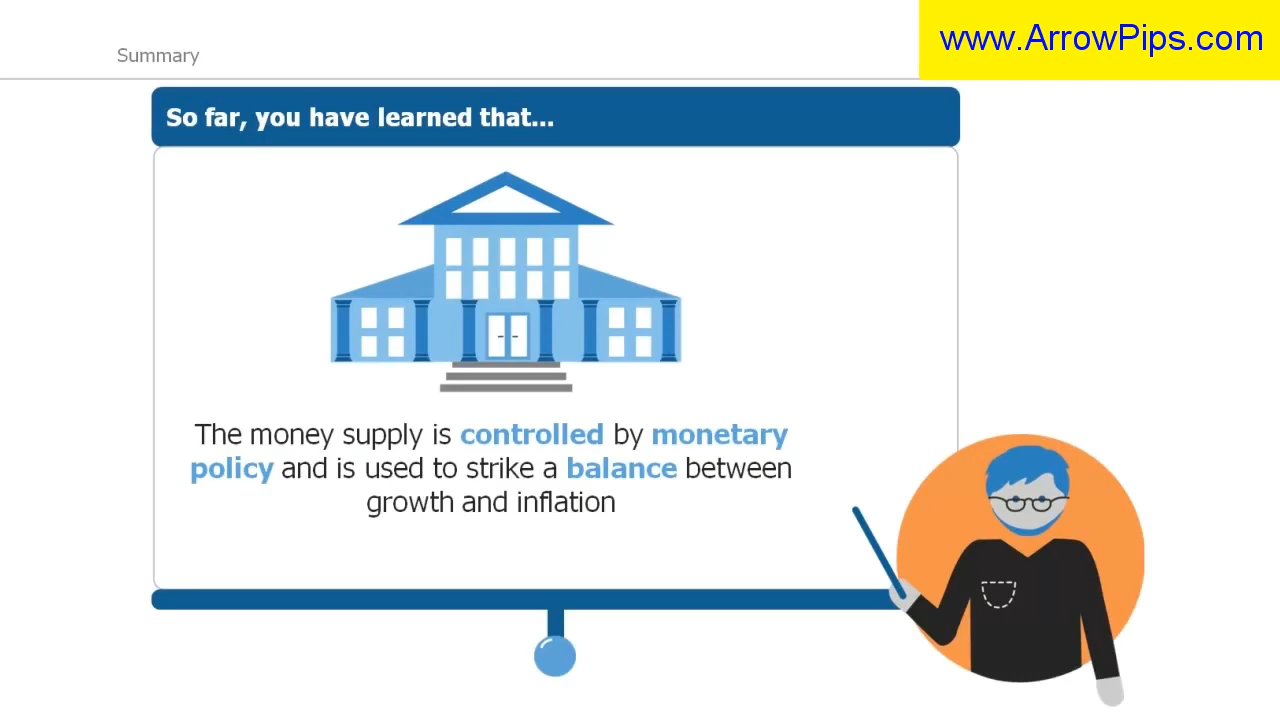 www.ArrowPips.com
Summary
So far, you have learned that...
The money supply is controlled by monetary
policy and is used to strike a balance between
growth and inflation